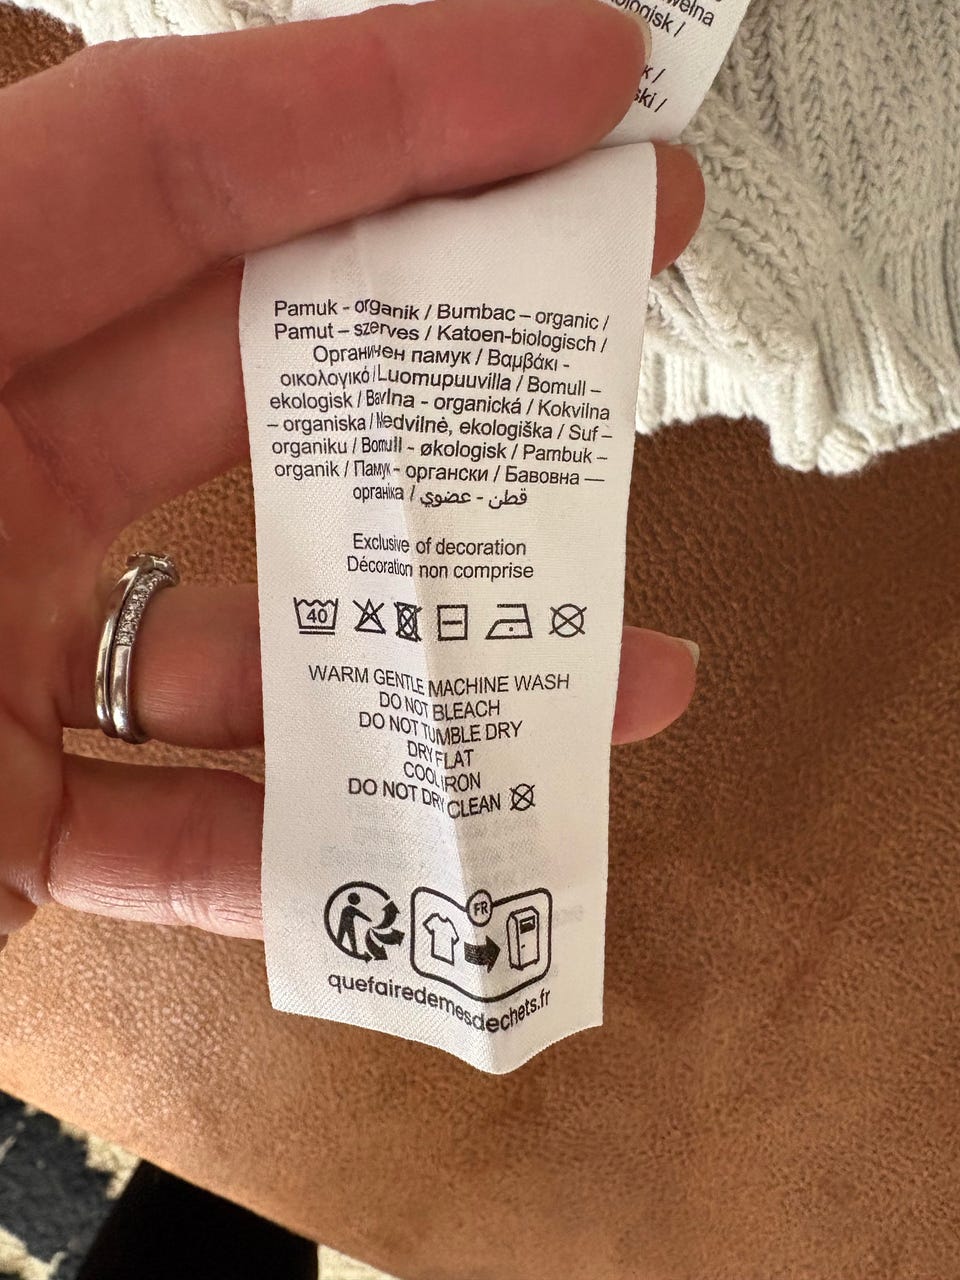 welna
ologisk /
k /
ski /
Pamuk - organik / Bumbac – organic /
Pamut – szerves / Katoen-biologisch /
Органичен памук / Βαμβάκι -
οικολογικό / Luomupuuvilla / Bomull –
ekologisk / Bavlna - organická / Kokvilna
– organiska / Medvilnė, ekologiška / Suf –
organiku / Bomull - økologisk / Pambuk –
organik / Памук - органски / Бавовна —
органіка / قطن - عضوي
Exclusive of decoration
Décoration non comprise
40
WARM GENTLE MACHINE WASH
DO NOT BLEACH
DO NOT TUMBLE DRY
DRY FLAT
COOL IRON
DO NOT DRY CLEAN
FR
quefairedemesdechets.fr